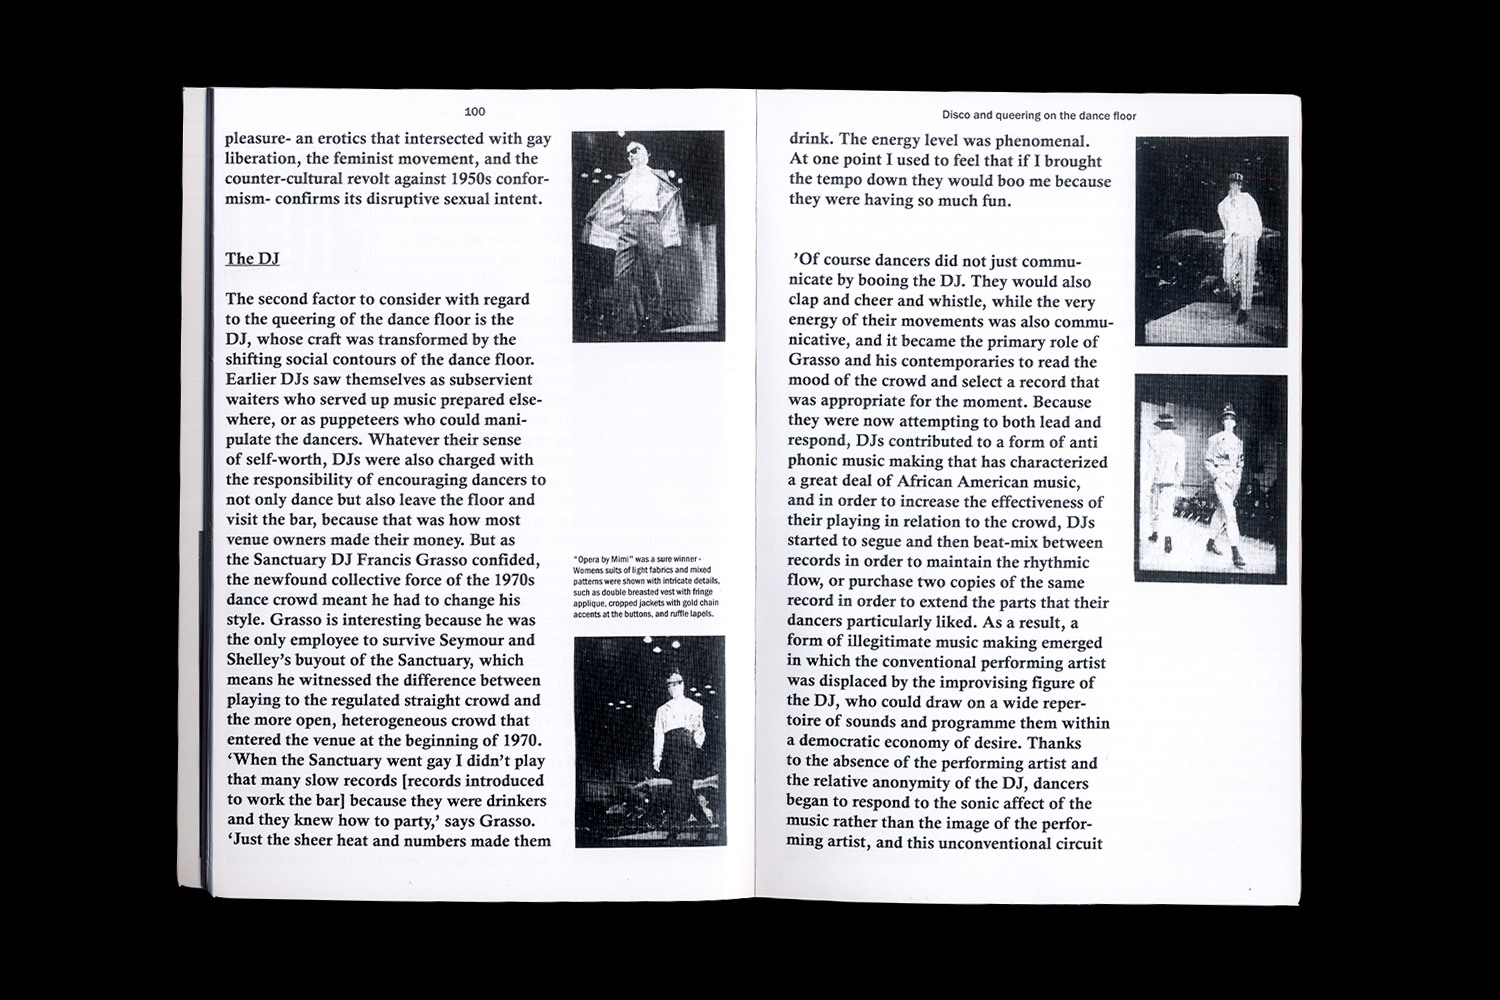 100
pleasure- an erotics that intersected with gay
liberation, the feminist movement, and the
counter-cultural revolt against 1950s confor-
mism- confirms its disruptive sexual intent.
The DJ
The second factor to consider with regard
to the queering of the dance floor is the
DJ, whose craft was transformed by the
shifting social contours of the dance floor.
Earlier DJs saw themselves as subservient
waiters who served up music prepared else-
where, or as puppeteers who could mani-
pulate the dancers. Whatever their sense
of self-worth, DJs were also charged with
the responsibility of encouraging dancers to
not only dance but also leave the floor and
visit the bar, because that was how most
venue owners made their money. But as
the Sanctuary DJ Francis Grasso confided,
the newfound collective force of the 1970s
dance crowd meant he had to change his
style. Grasso is interesting because he was
the only employee to survive Seymour and
Shelley's buyout of the Sanctuary, which
means he witnessed the difference between
playing to the regulated straight crowd and
the more open, heterogeneous crowd that
entered the venue at the beginning of 1970.
‘When the Sanctuary went gay I didn’t play
that many slow records [records introduced
to work the bar] because they were drinkers
and they knew how to party,’ says Grasso.
‘Just the sheer heat and numbers made them
"Opera by Mimi" was a sure winner -
Womens suits of light fabrics and mixed
patterns were shown with intricate details,
such as double breasted vest with fringe
applique, cropped jackets with gold chain
accents at the buttons, and ruffle lapels.
Disco and queering on the dance floor
drink. The energy level was phenomenal.
At one point I used to feel that if I brought
the tempo down they would boo me because
they were having so much fun.
’Of course dancers did not just commu-
nicate by booing the DJ. They would also
clap and cheer and whistle, while the very
energy of their movements was also commu-
nicative, and it became the primary role of
Grasso and his contemporaries to read the
mood of the crowd and select a record that
was appropriate for the moment. Because
they were now attempting to both lead and
respond, DJs contributed to a form of anti
phonic music making that has characterized
a great deal of African American music,
and in order to increase the effectiveness of
their playing in relation to the crowd, DJs
started to segue and then beat-mix between
records in order to maintain the rhythmic
flow, or purchase two copies of the same
record in order to extend the parts that their
dancers particularly liked. As a result, a
form of illegitimate music making emerged
in which the conventional performing artist
was displaced by the improvising figure of
the DJ, who could draw on a wide reper-
toire of sounds and programme them within
a democratic economy of desire. Thanks
to the absence of the performing artist and
the relative anonymity of the DJ, dancers
began to respond to the sonic affect of the
music rather than the image of the perfor-
ming artist, and this unconventional circuit